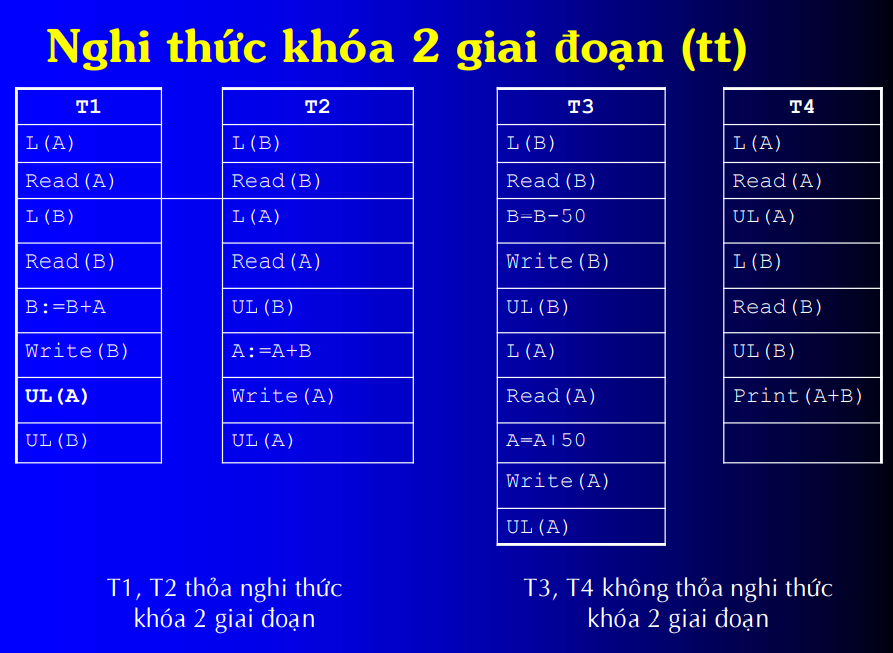 Nghi thức khóa 2 giai đoạn (tt)
T1
L(A)
Read(A)
L(B)
Read(B)
B:=B+A
Write(B)
UL(A)
UL(B)
T2
L(B)
Read(B)
L(A)
Read(A)
UL(B)
A:=A+B
Write(A)
UL(A)
T3
L(B)
Read(B)
B=B-50
Write(B)
UL(B)
L(A)
Read(A)
A=A+50
Write(A)
UL(A)
T4
L(A)
Read(A)
UL(A)
L(B)
Read(B)
UL(B)
Print(A+B)
T1, T2 thỏa nghi thức
khóa 2 giai đoạn
T3, T4 không thỏa nghi thức
khóa 2 giai đoạn